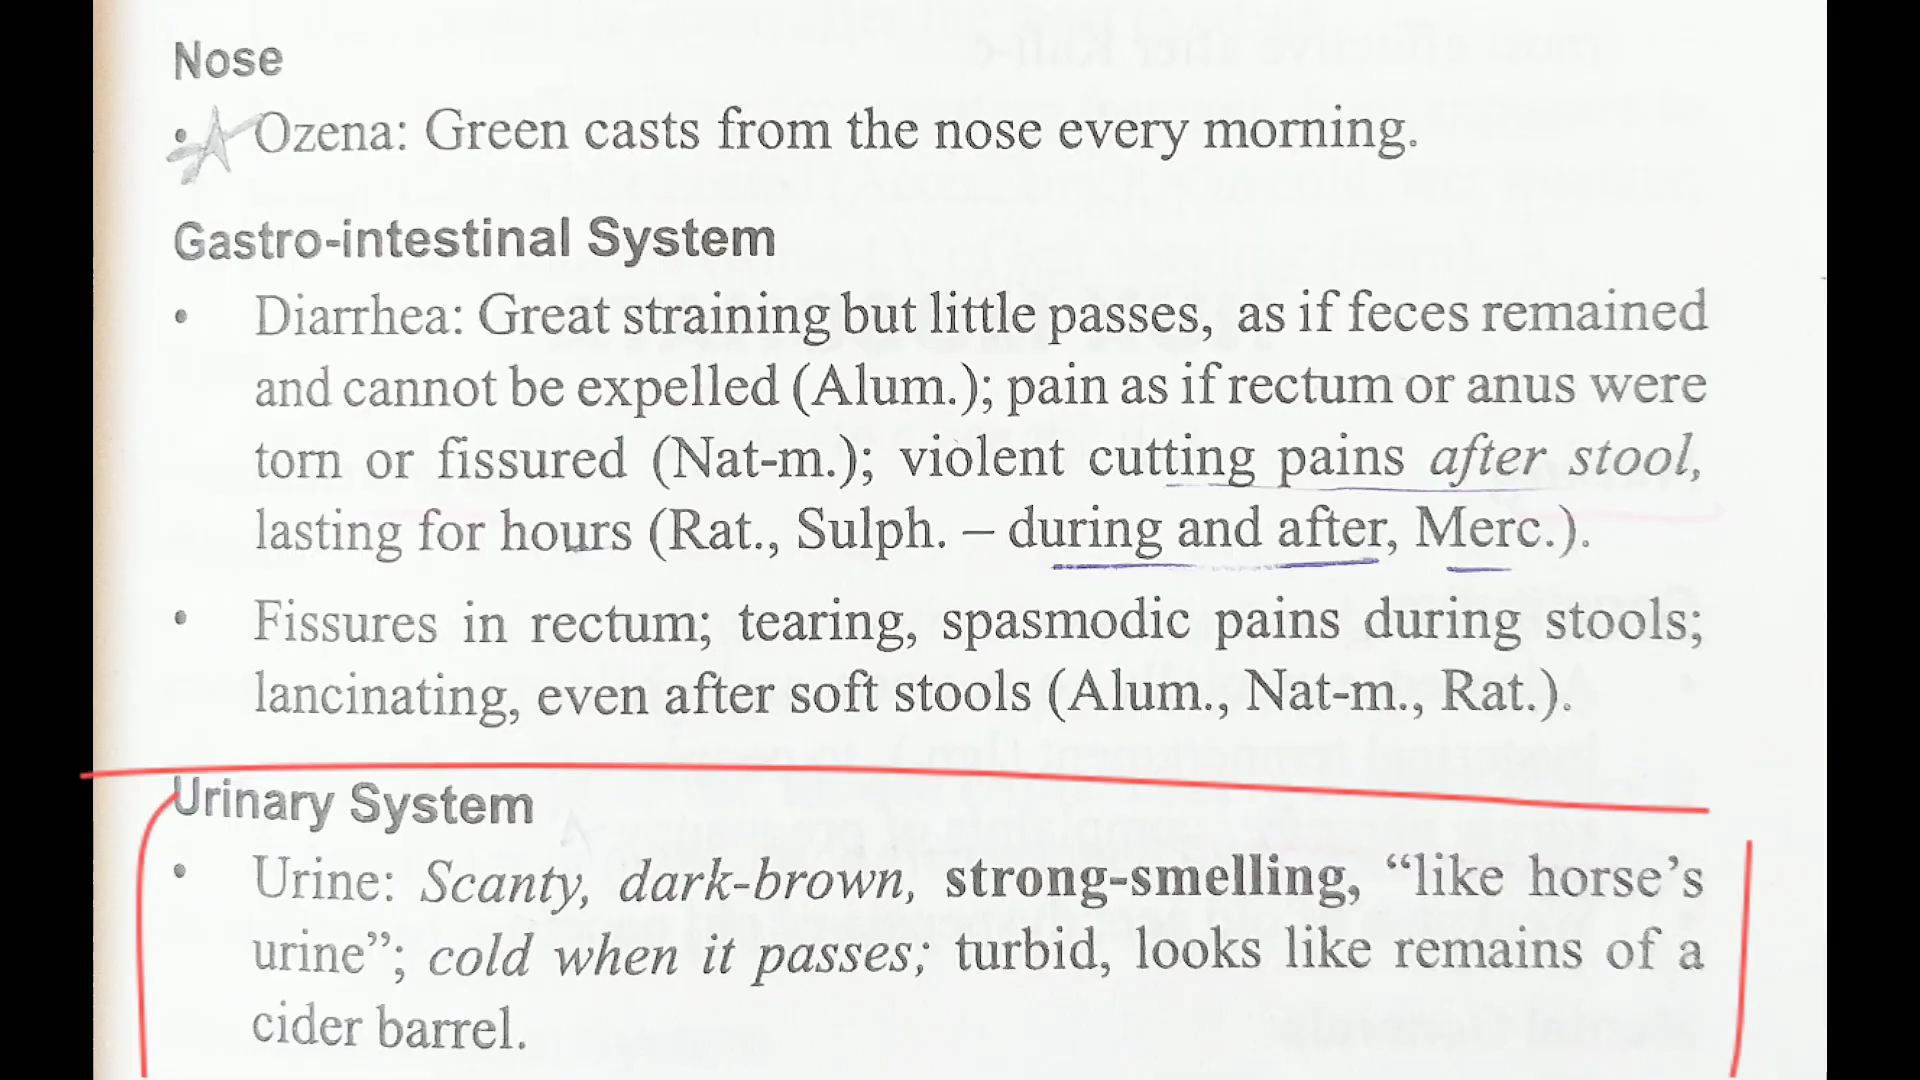 Nose
• Ozena: Green casts from the nose every morning.
Gastro-intestinal System
• Diarrhea: Great straining but little passes, as if feces remained
and cannot be expelled (Alum.); pain as if rectum or anus were
torn or fissured (Nat-m.); violent cutting pains after stool,
lasting for hours (Rat., Sulph. – during and after, Merc.).
• Fissures in rectum; tearing, spasmodic pains during stools;
lancinating, even after soft stools (Alum., Nat-m., Rat.).
Urinary System
• Urine: Scanty, dark-brown, strong-smelling, “like horse’s
urine”; cold when it passes; turbid, looks like remains of a
cider barrel.